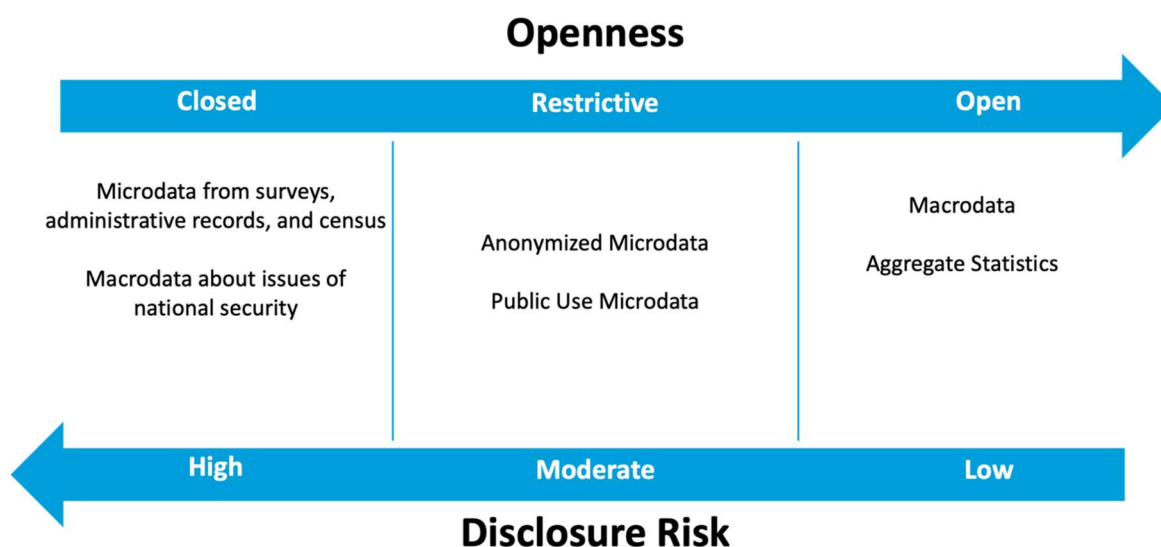 Openness
Closed
Restrictive
Open
Microdata from surveys,
administrative records, and census
Macrodata about issues of
national security
Anonymized Microdata
Public Use Microdata
Macrodata
Aggregate Statistics
High
Moderate
Low
Disclosure Risk